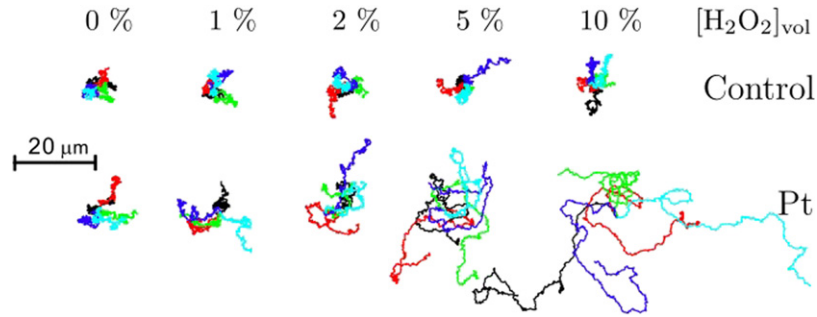 0 % 1 % 2 % 5 % 10 % [H₂O₂]vol
Control
20 μm
Pt